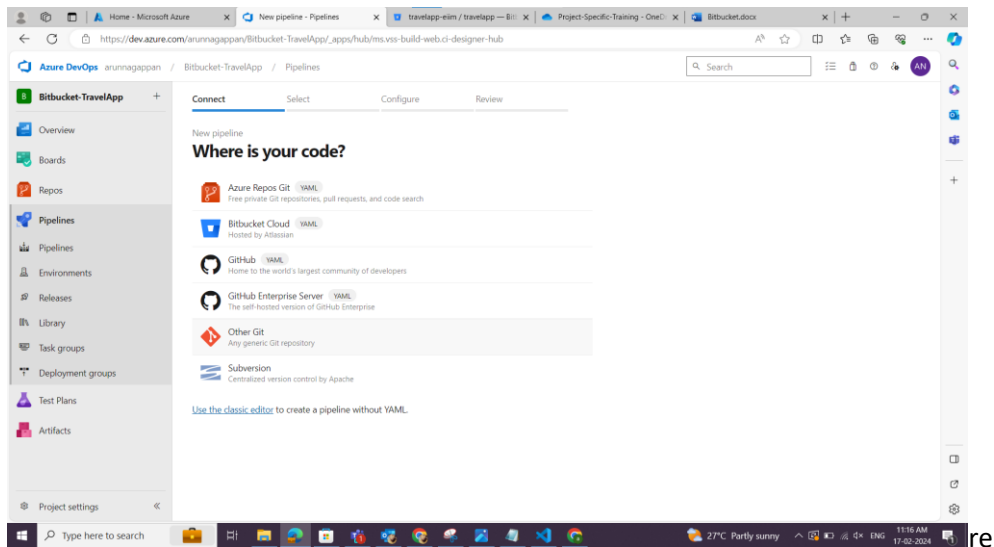 Home - Microsoft Azure
New pipeline - Pipelines
travelapp-eiim / travelapp — Bit
Project-Specific-Training - OneD
Bitbucket.docx
https://dev.azure.com/arunnagappan/Bitbucket-TravelApp/_apps/hub/ms.vss-build-web.ci-designer-hub
Azure DevOps arunnagappan / Bitbucket-TravelApp / Pipelines
Search
AN
B Bitbucket-TravelApp +
Overview
Boards
Repos
Pipelines
Pipelines
Environments
Releases
Library
Task groups
Deployment groups
Test Plans
Artifacts
Project settings
Connect Select Configure Review
New pipeline
Where is your code?
Azure Repos Git YAML
Free private Git repositories, pull requests, and code search
Bitbucket Cloud YAML
Hosted by Atlassian
GitHub YAML
Home to the world's largest community of developers
GitHub Enterprise Server YAML
The self-hosted version of GitHub Enterprise
Other Git
Any generic Git repository
Subversion
Centralized version control by Apache
Use the classic editor to create a pipeline without YAML.
Type here to search
27°C Partly sunny
ENG
11:16 AM
17-02-2024
re